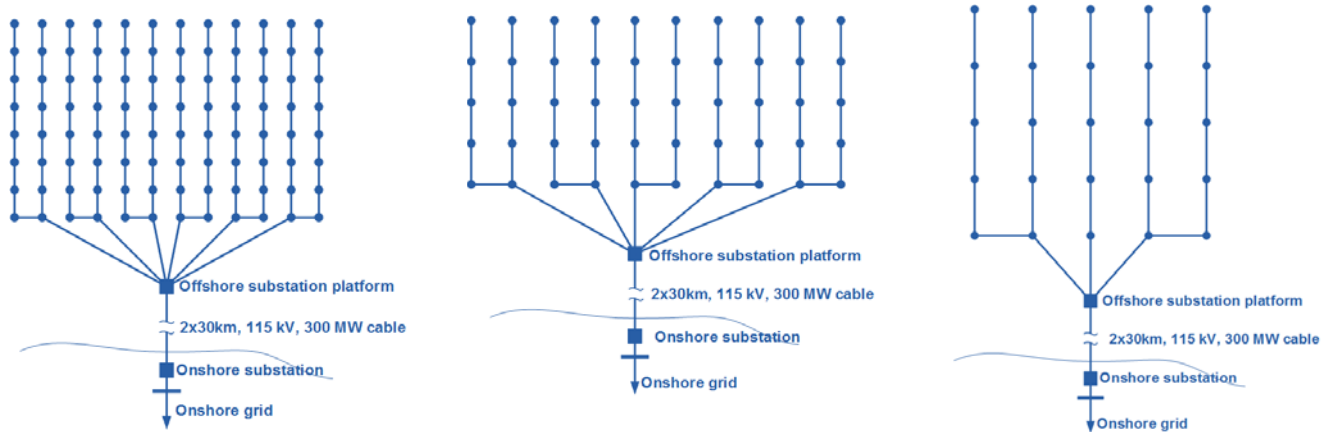 Offshore substation platform
2x30km, 115 kV, 300 MW cable
Onshore substation
Onshore grid
Offshore substation platform
2x30km, 115 kV, 300 MW cable
Onshore substation
Onshore grid
Offshore substation platform
2x30km, 115 kV, 300 MW cable
Onshore substation
Onshore grid